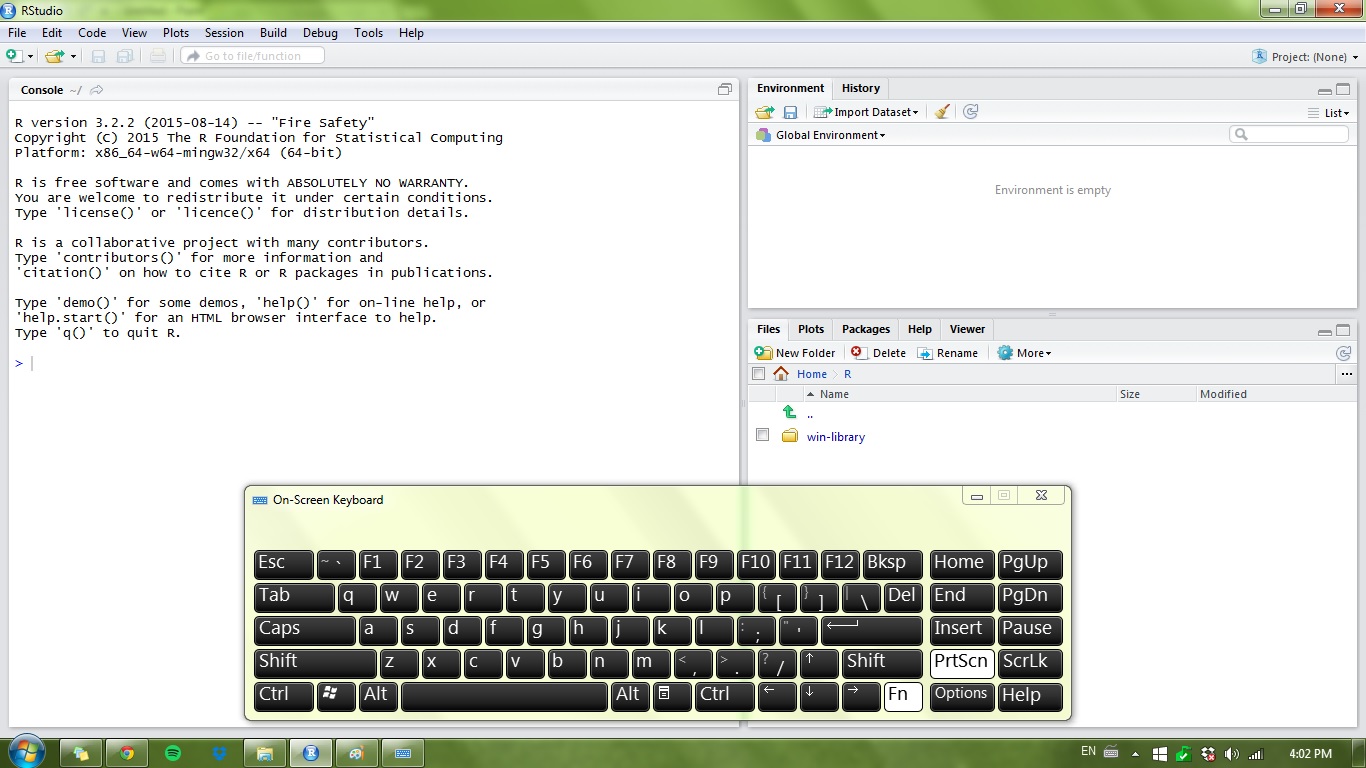 RStudio
File Edit Code View Plots Session Build Debug Tools Help
Go to file/function
Project: (None)
Console ~/
R version 3.2.2 (2015-08-14) -- "Fire Safety"
Copyright (C) 2015 The R Foundation for Statistical Computing
Platform: x86_64-w64-mingw32/x64 (64-bit)
R is free software and comes with ABSOLUTELY NO WARRANTY.
You are welcome to redistribute it under certain conditions.
Type 'license()' or 'licence()' for distribution details.
R is a collaborative project with many contributors.
Type 'contributors()' for more information and
'citation()' on how to cite R or R packages in publications.
Type 'demo()' for some demos, 'help()' for on-line help, or
'help.start()' for an HTML browser interface to help.
Type 'q()' to quit R.
>
Environment History
Import Dataset
List
Global Environment
Environment is empty
Files Plots Packages Help Viewer
New Folder Delete Rename More
Home R ...
Name Size Modified
..
win-library
On-Screen Keyboard
Esc ~ ` F1 F2 F3 F4 F5 F6 F7 F8 F9 F10 F11 F12 Bksp Home PgUp
Tab q w e r t y u i o p { [ } ] | \ Del End PgDn
Caps a s d f g h j k l : ; " ' Insert Pause
Shift z x c v b n m < , > . ? / ↑ Shift PrtScn ScrLk
Ctrl Alt Alt Ctrl ← ↓ → Fn Options Help
EN 4:02 PM